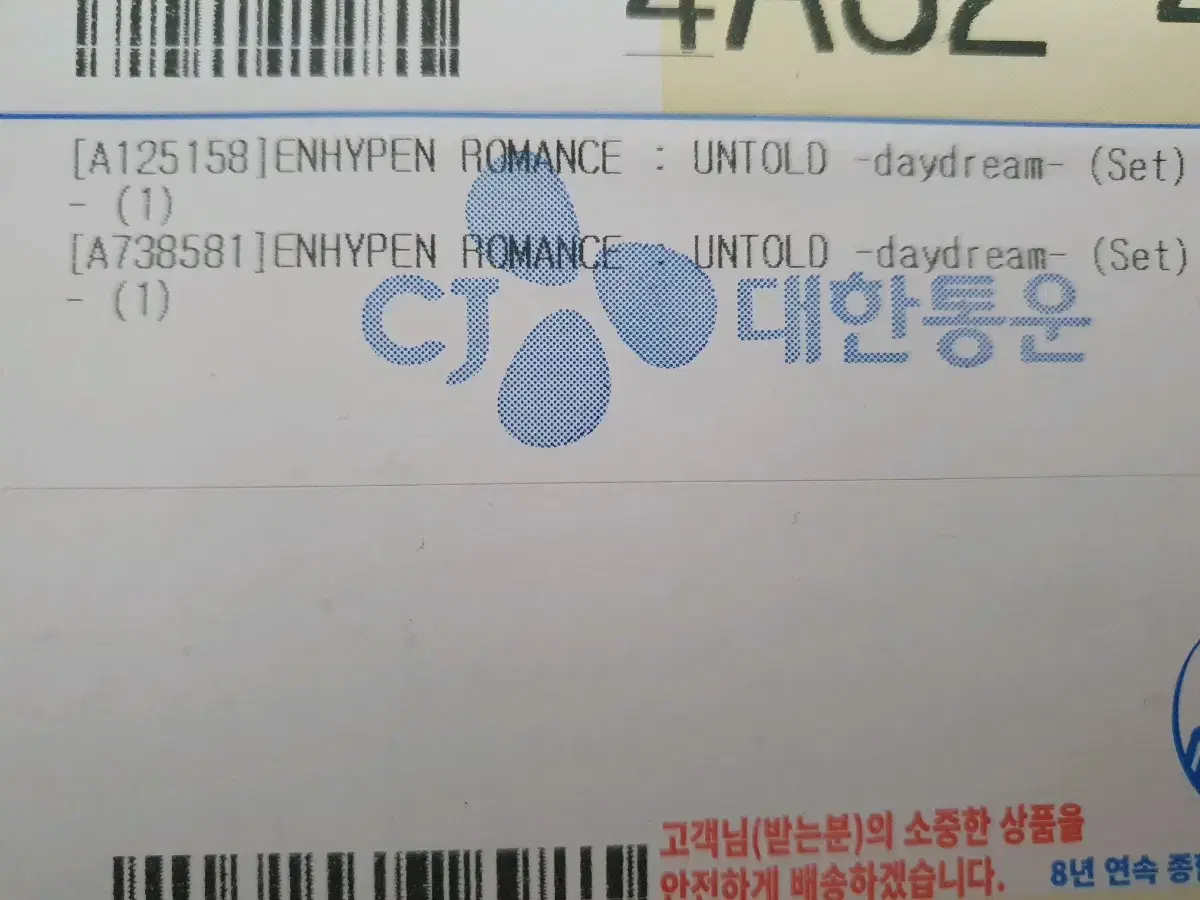 4A02
[A125158]ENHYPEN ROMANCE : UNTOLD -daydream- (Set)
- (1)
[A738581]ENHYPEN ROMANCE : UNTOLD -daydream- (Set)
- (1)
CJ 대한통운
고객님(받는분)의 소중한 상품을
안전하게 배송하겠습니다.
8년 연속